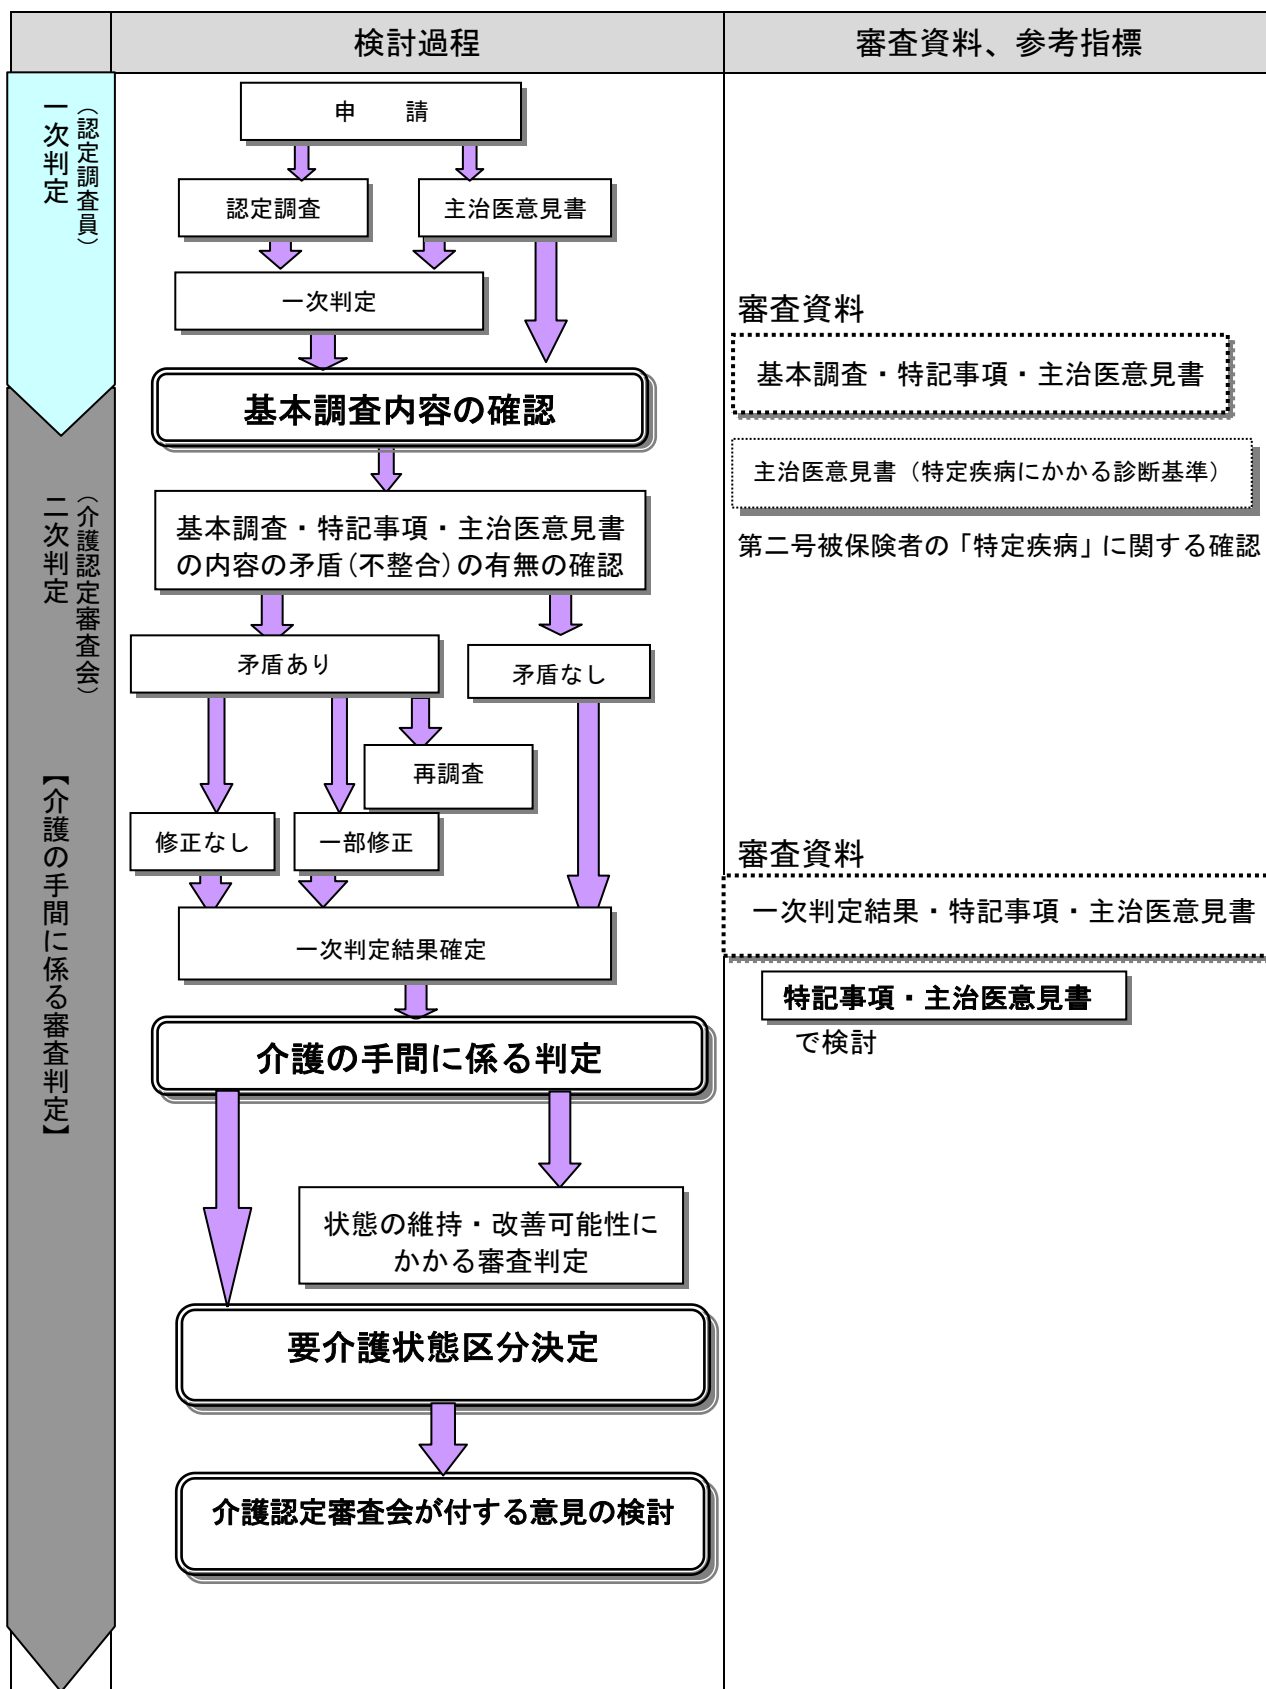 検討過程
審査資料、参考指標
一次判定
（認定調査員）
申　　請
認定調査
主治医意見書
一次判定
審査資料
基本調査・特記事項・主治医意見書
基本調査内容の確認
主治医意見書（特定疾病にかかる診断基準）
第二号被保険者の「特定疾病」に関する確認
二次判定
（介護認定審査会）
基本調査・特記事項・主治医意見書
の内容の矛盾(不整合)の有無の確認
矛盾あり
矛盾なし
再調査
【介護の手間に係る審査判定】
修正なし
一部修正
審査資料
一次判定結果・特記事項・主治医意見書
一次判定結果確定
特記事項・主治医意見書
で検討
介護の手間に係る判定
状態の維持・改善可能性に
かかる審査判定
要介護状態区分決定
介護認定審査会が付する意見の検討